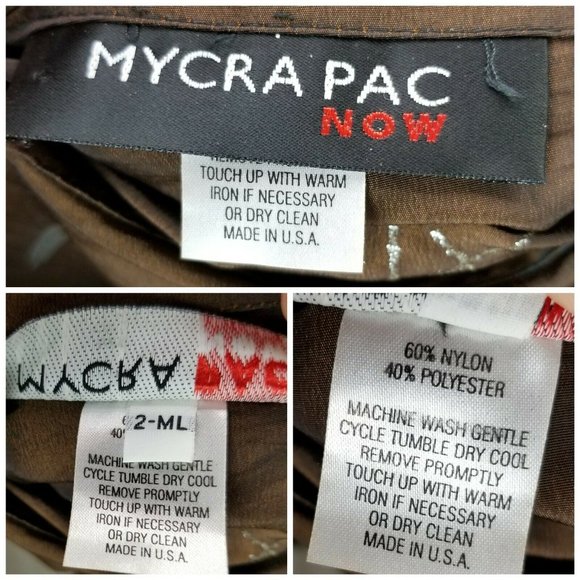 MYCRA PAC
NOW
REMOVE
TOUCH UP WITH WARM
IRON IF NECESSARY
OR DRY CLEAN
MADE IN U.S.A.
MYCRA PAC
2-ML
40%
MACHINE WASH GENTLE
CYCLE TUMBLE DRY COOL
REMOVE PROMPTLY
TOUCH UP WITH WARM
IRON IF NECESSARY
OR DRY CLEAN
MADE IN U.S.A.
60% NYLON
40% POLYESTER
MACHINE WASH GENTLE
CYCLE TUMBLE DRY COOL
REMOVE PROMPTLY
TOUCH UP WITH WARM
IRON IF NECESSARY
OR DRY CLEAN
MADE IN U.S.A.